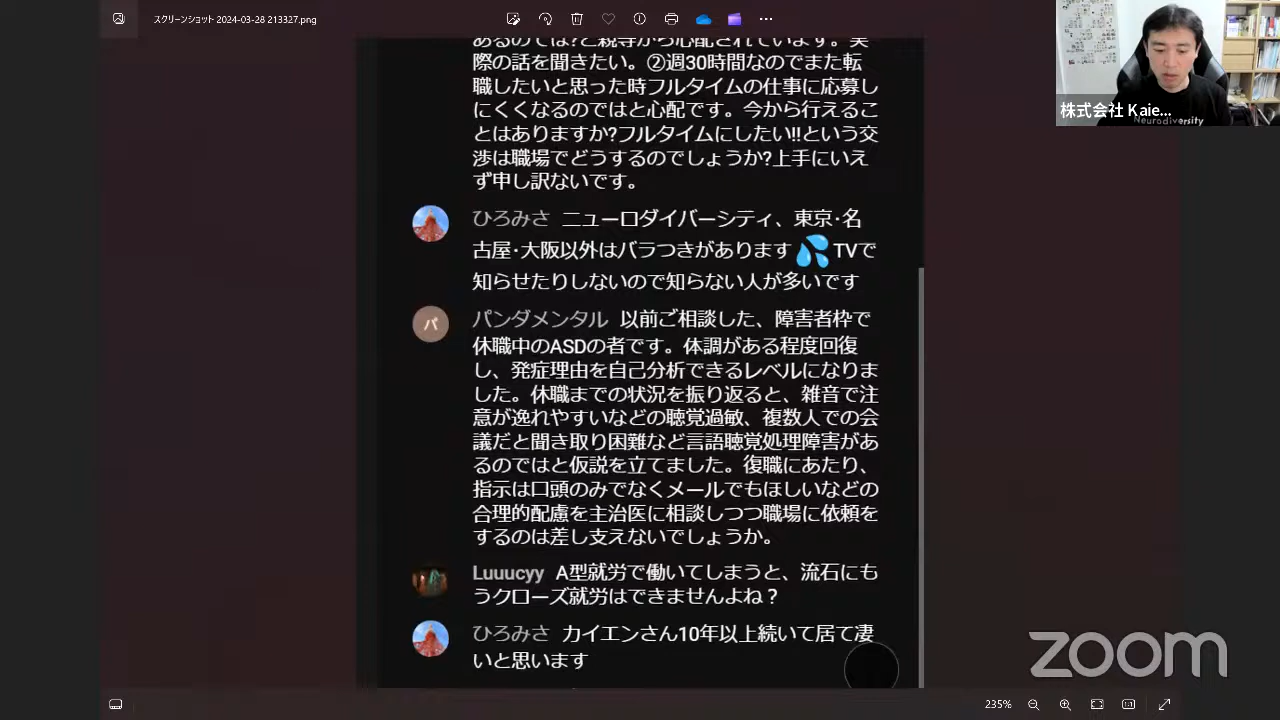 スクリーンショット 2024-03-28 213327.png
あるのでは?と親等から心配されています。実
際の話を聞きたい。②週30時間なのでまた転
職したいと思った時フルタイムの仕事に応募し
にくくなるのではと心配です。今から行えるこ
とはありますか?フルタイムにしたい!!という交
渉は職場でどうするのでしょうか?上手にいえ
ず申し訳ないです。
ひろみさ ニューロダイバーシティ、東京･名
古屋･大阪以外はバラつきがあります💦TVで
知らせたりしないので知らない人が多いです
パ
パンダメンタル 以前ご相談した、障害者枠で
休職中のASDの者です。体調がある程度回復
し、発症理由を自己分析できるレベルになりま
した。休職までの状況を振り返ると、雑音で注
意が逸れやすいなどの聴覚過敏、複数人での会
議だと聞き取り困難など言語聴覚処理障害があ
るのではと仮説を立てました。復職にあたり、
指示は口頭のみでなくメールでもほしいなどの
合理的配慮を主治医に相談しつつ職場に依頼を
するのは差し支えないでしょうか。
Luuucyy A型就労で働いてしまうと、流石にも
うクローズ就労はできませんよね？
ひろみさ カイエンさん10年以上続いて居て凄
いと思います
株式会社 Kaie...
Neurodiversity
zoom
235%